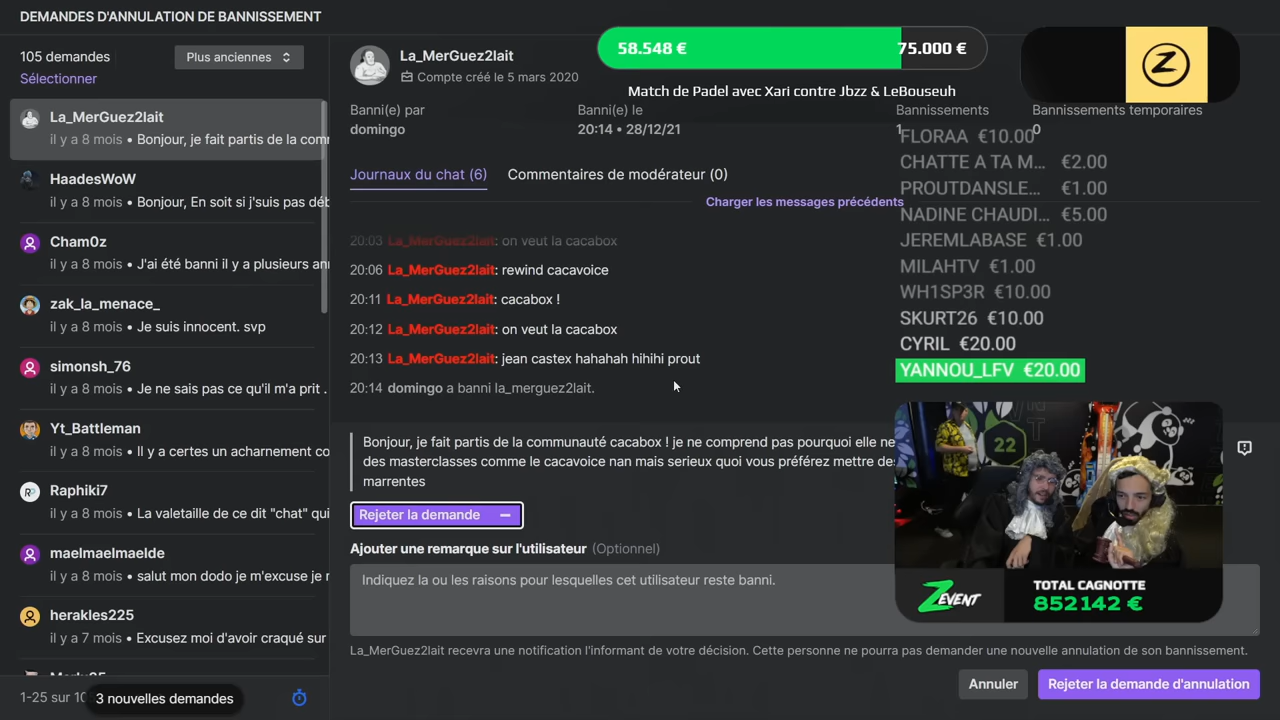 DEMANDES D'ANNULATION DE BANNISSEMENT
105 demandes
Plus anciennes
Sélectionner
La_MerGuez2lait
il y a 8 mois • Bonjour, je fait partis de la com
HaadesWoW
il y a 8 mois • Bonjour, En soit si j'suis pas dé
Cham0z
il y a 8 mois • J'ai été banni il y a plusieurs an
zak_la_menace_
il y a 8 mois • Je suis innocent. svp
simonsh_76
il y a 8 mois • Je ne sais pas ce qu'il m'a prit .
Yt_Battleman
il y a 8 mois • Il y a certes un acharnement co
Raphiki7
il y a 8 mois • La valetaille de ce dit "chat" qui
maelmaelmaelde
il y a 8 mois • salut mon dodo je m'excuse je r
herakles225
il y a 7 mois • Excusez moi d'avoir craqué sur
1-25 sur 10
3 nouvelles demandes
La_MerGuez2lait
Compte créé le 5 mars 2020
58.548 €
75.000 €
Match de Padel avec Xari contre Jbzz & LeBouseuh
Z
Banni(e) par
domingo
Banni(e) le
20:14 • 28/12/21
Bannissements
1
Bannissements temporaires
0
Journaux du chat (6)
Commentaires de modérateur (0)
Charger les messages précédents
20:03 La_MerGuez2lait: on veut la cacabox
20:06 La_MerGuez2lait: rewind cacavoice
20:11 La_MerGuez2lait: cacabox !
20:12 La_MerGuez2lait: on veut la cacabox
20:13 La_MerGuez2lait: jean castex hahahah hihihi prout
20:14 domingo a banni la_merguez2lait.
FLORAA €10.00
CHATTE A TA M... €2.00
PROUTDANSLE... €1.00
NADINE CHAUDI... €5.00
JEREMLABASE €1.00
MILAHTV €1.00
WH1SP3R €10.00
SKURT26 €10.00
CYRIL €20.00
YANNOU_LFV €20.00
Bonjour, je fait partis de la communauté cacabox ! je ne comprend pas pourquoi elle ne
des masterclasses comme le cacavoice nan mais serieux quoi vous préférez mettre des
marrentes
Rejeter la demande
Ajouter une remarque sur l'utilisateur (Optionnel)
Indiquez la ou les raisons pour lesquelles cet utilisateur reste banni.
22
ZEVENT
TOTAL CAGNOTTE
852 142 €
La_MerGuez2lait recevra une notification l'informant de votre décision. Cette personne ne pourra pas demander une nouvelle annulation de son bannissement.
Annuler
Rejeter la demande d'annulation